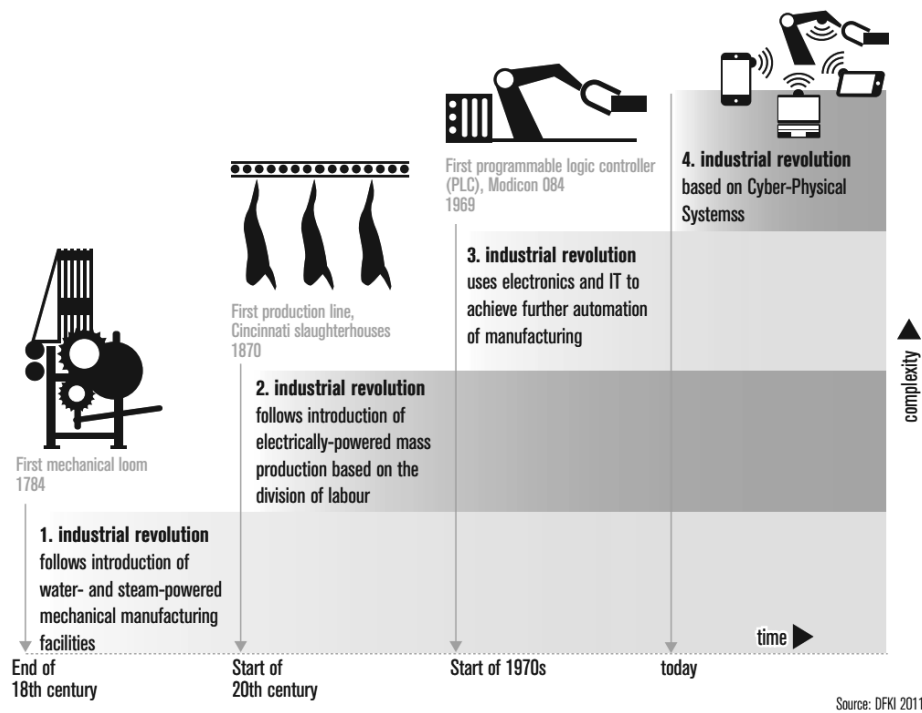 First mechanical loom
1784
1. industrial revolution
follows introduction of
water- and steam-powered
mechanical manufacturing
facilities
End of
18th century
First production line,
Cincinnati slaughterhouses
1870
2. industrial revolution
follows introduction of
electrically-powered mass
production based on the
division of labour
Start of
20th century
First programmable logic controller
(PLC), Modicon 084
1969
3. industrial revolution
uses electronics and IT to
achieve further automation
of manufacturing
Start of 1970s
4. industrial revolution
based on Cyber-Physical
Systemss
today
time
complexity
Source: DFKI 2011